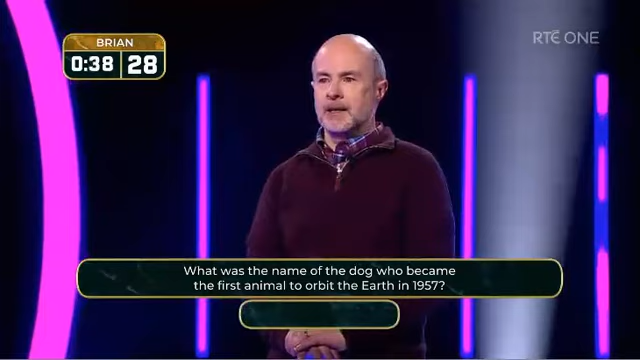 BRIAN
0:38 28
RTÉ ONE
What was the name of the dog who became
the first animal to orbit the Earth in 1957?